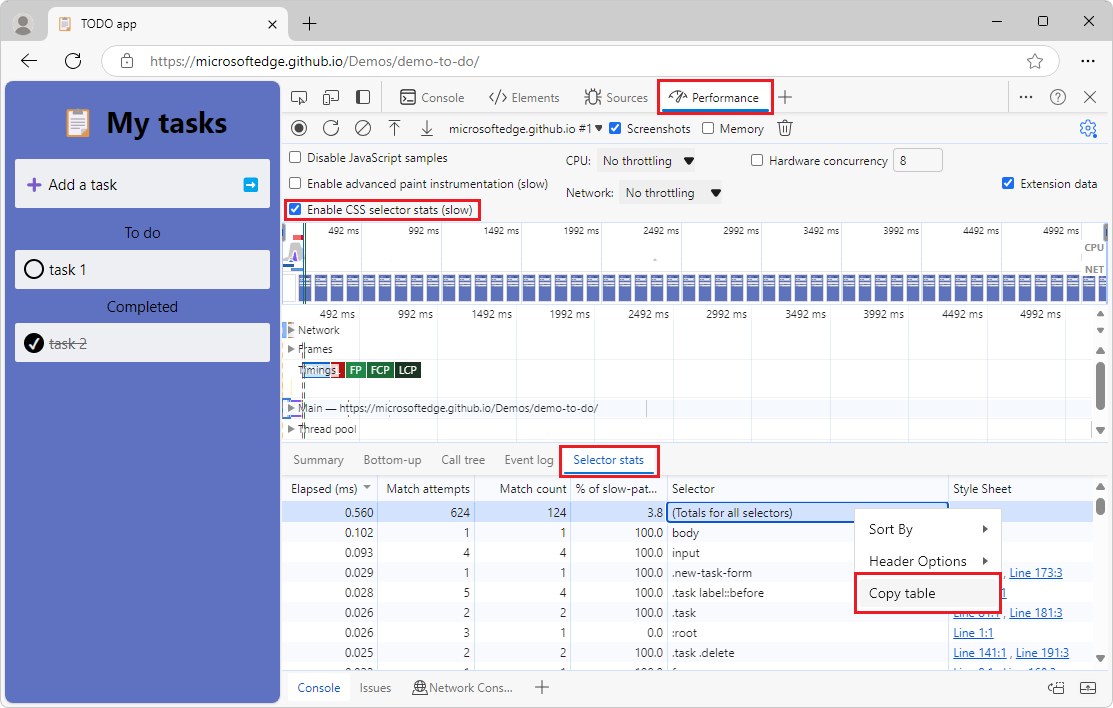 TODO app
https://microsoftedge.github.io/Demos/demo-to-do/
My tasks
Add a task
To do
task 1
Completed
task 2
Console Elements Sources Performance
microsoftedge.github.io #1 Screenshots Memory
Disable JavaScript samples CPU: No throttling Hardware concurrency 8
Enable advanced paint instrumentation (slow) Network: No throttling Extension data
Enable CSS selector stats (slow)
492 ms 992 ms 1492 ms 1992 ms 2492 ms 2992 ms 3492 ms 3992 ms 4492 ms 4992 ms
CPU
NET
492 ms 992 ms 1492 ms 1992 ms 2492 ms 2992 ms 3492 ms 3992 ms 4492 ms 4992 ms
Network
Frames
Timings FP FCP LCP
Main — https://microsoftedge.github.io/Demos/demo-to-do/
Thread pool
Summary Bottom-up Call tree Event log Selector stats
Elapsed (ms) Match attempts Match count % of slow-pat... Selector Style Sheet
0.560 624 124 3.8 (Totals for all selectors)
0.102 1 1 100.0 body
0.093 4 4 100.0 input
0.029 1 1 100.0 .new-task-form , Line 173:3
0.028 5 4 100.0 .task label::before
0.026 2 2 100.0 .task , Line 181:3
0.026 3 1 0.0 :root Line 1:1
0.025 2 2 100.0 .task .delete Line 141:1 , Line 191:3
Sort By
Header Options
Copy table
Console Issues Network Cons...